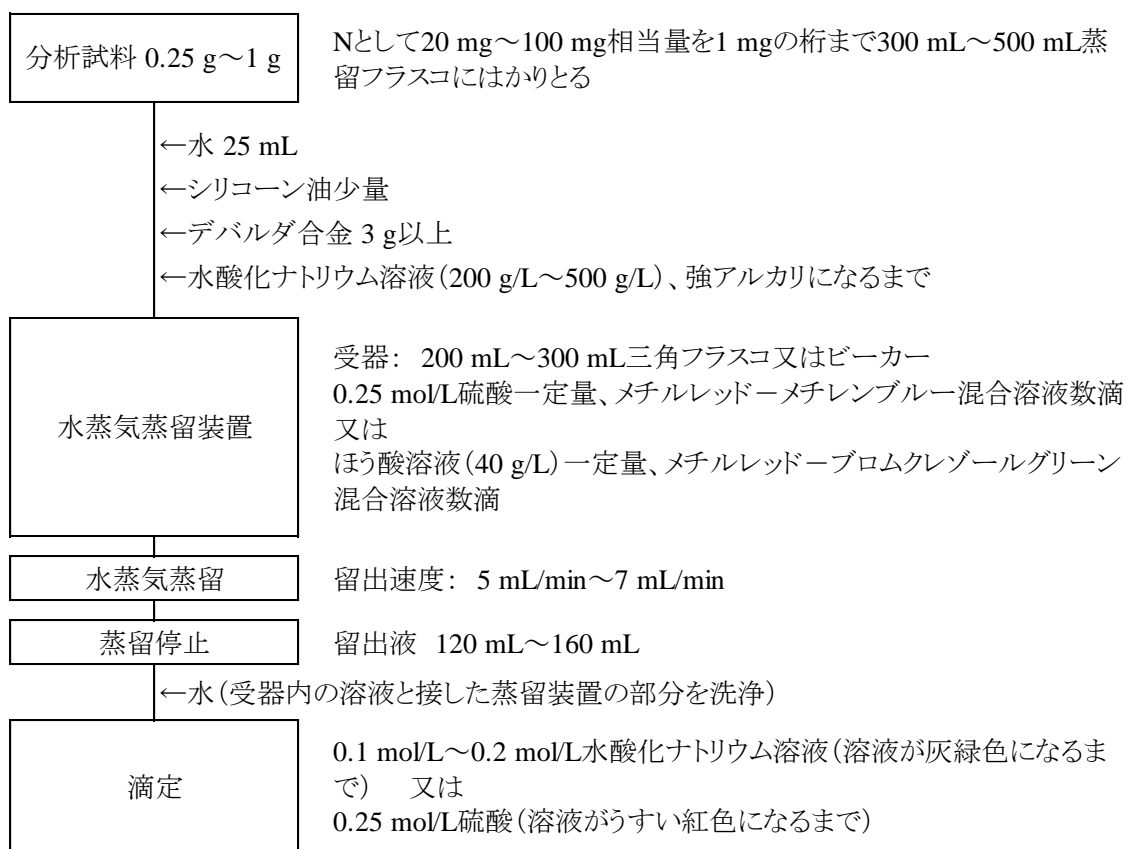 分析試料 0.25 g～1 g
Nとして20 mg～100 mg相当量を1 mgの桁まで300 mL～500 mL蒸
留フラスコにはかりとる
←水 25 mL
←シリコーン油少量
←デバルダ合金 3 g以上
←水酸化ナトリウム溶液（200 g/L～500 g/L）、強アルカリになるまで
水蒸気蒸留装置
受器： 200 mL～300 mL三角フラスコ又はビーカー
0.25 mol/L硫酸一定量、メチルレッド－メチレンブルー混合溶液数滴
又は
ほう酸溶液（40 g/L）一定量、メチルレッド－ブロムクレゾールグリーン
混合溶液数滴
水蒸気蒸留
留出速度： 5 mL/min～7 mL/min
蒸留停止
留出液 120 mL～160 mL
←水（受器内の溶液と接した蒸留装置の部分を洗浄）
滴定
0.1 mol/L～0.2 mol/L水酸化ナトリウム溶液（溶液が灰緑色になるま
で） 又は
0.25 mol/L硫酸（溶液がうすい紅色になるまで）